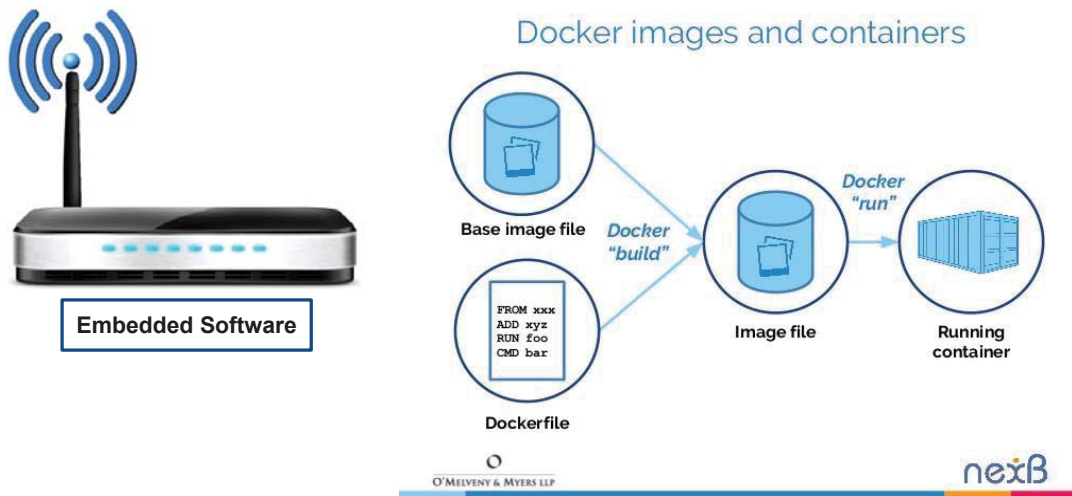 Docker images and containers
Embedded Software
Base image file
Docker
"build"
Docker
"run"
FROM xxx
ADD xyz
RUN foo
CMD bar
Dockerfile
Image file
Running
container
O'MELVENY & MYERS LLP
nexB